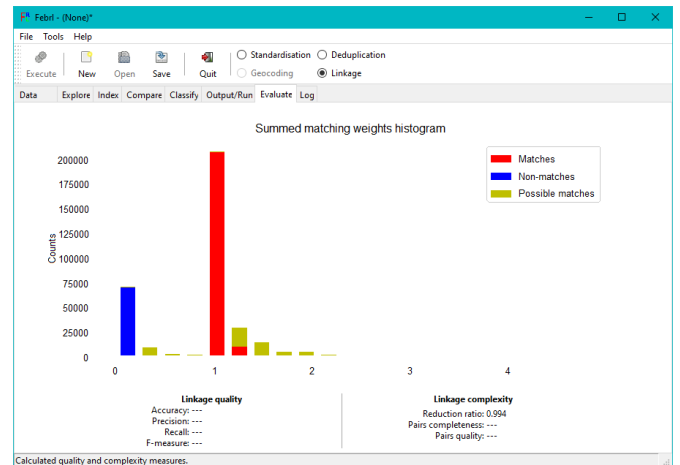 Febrl - (None)*
File Tools Help
Execute New Open Save Quit Standardisation Deduplication
Geocoding Linkage
Data Explore Index Compare Classify Output/Run Evaluate Log
Summed matching weights histogram
Matches
Non-matches
Possible matches
Counts
200000
175000
150000
125000
100000
75000
50000
25000
0
0 1 2 3 4
Linkage quality
Accuracy: ---
Precision: ---
Recall: ---
F-measure: ---
Linkage complexity
Reduction ratio: 0.994
Pairs completeness: ---
Pairs quality: ---
Calculated quality and complexity measures.